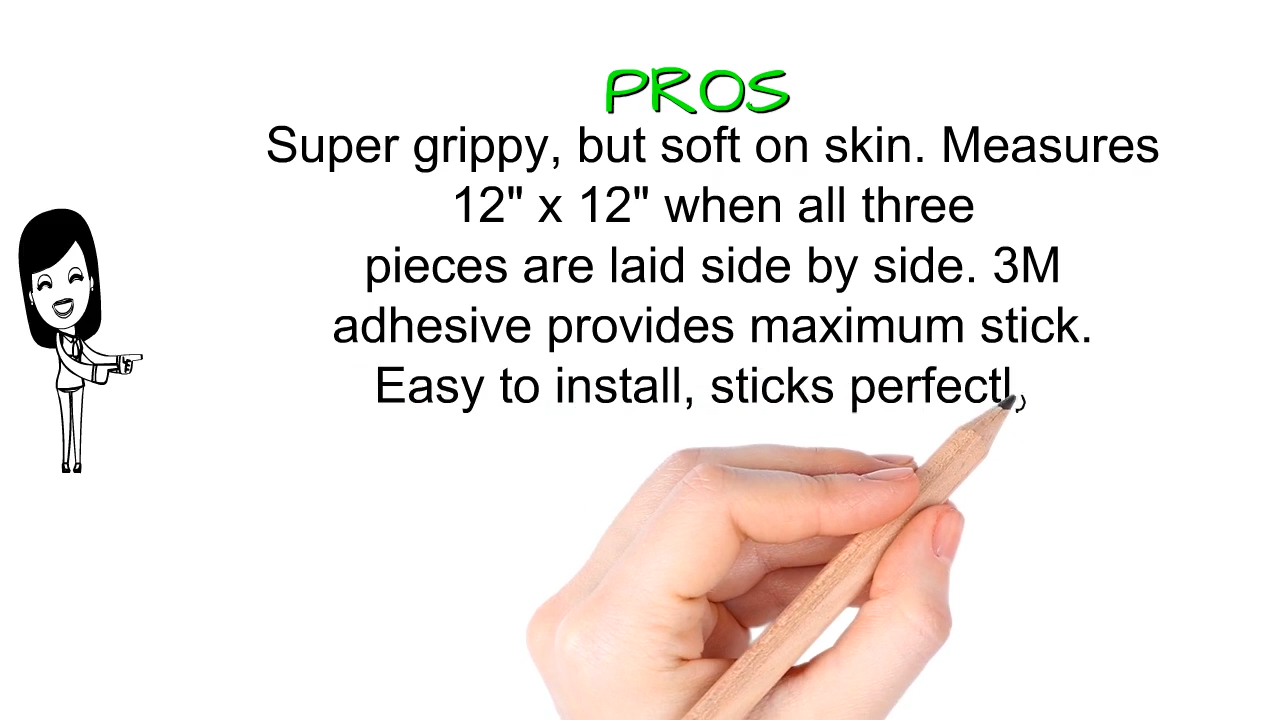 PROS
Super grippy, but soft on skin. Measures
12" x 12" when all three
pieces are laid side by side. 3M
adhesive provides maximum stick.
Easy to install, sticks perfectl